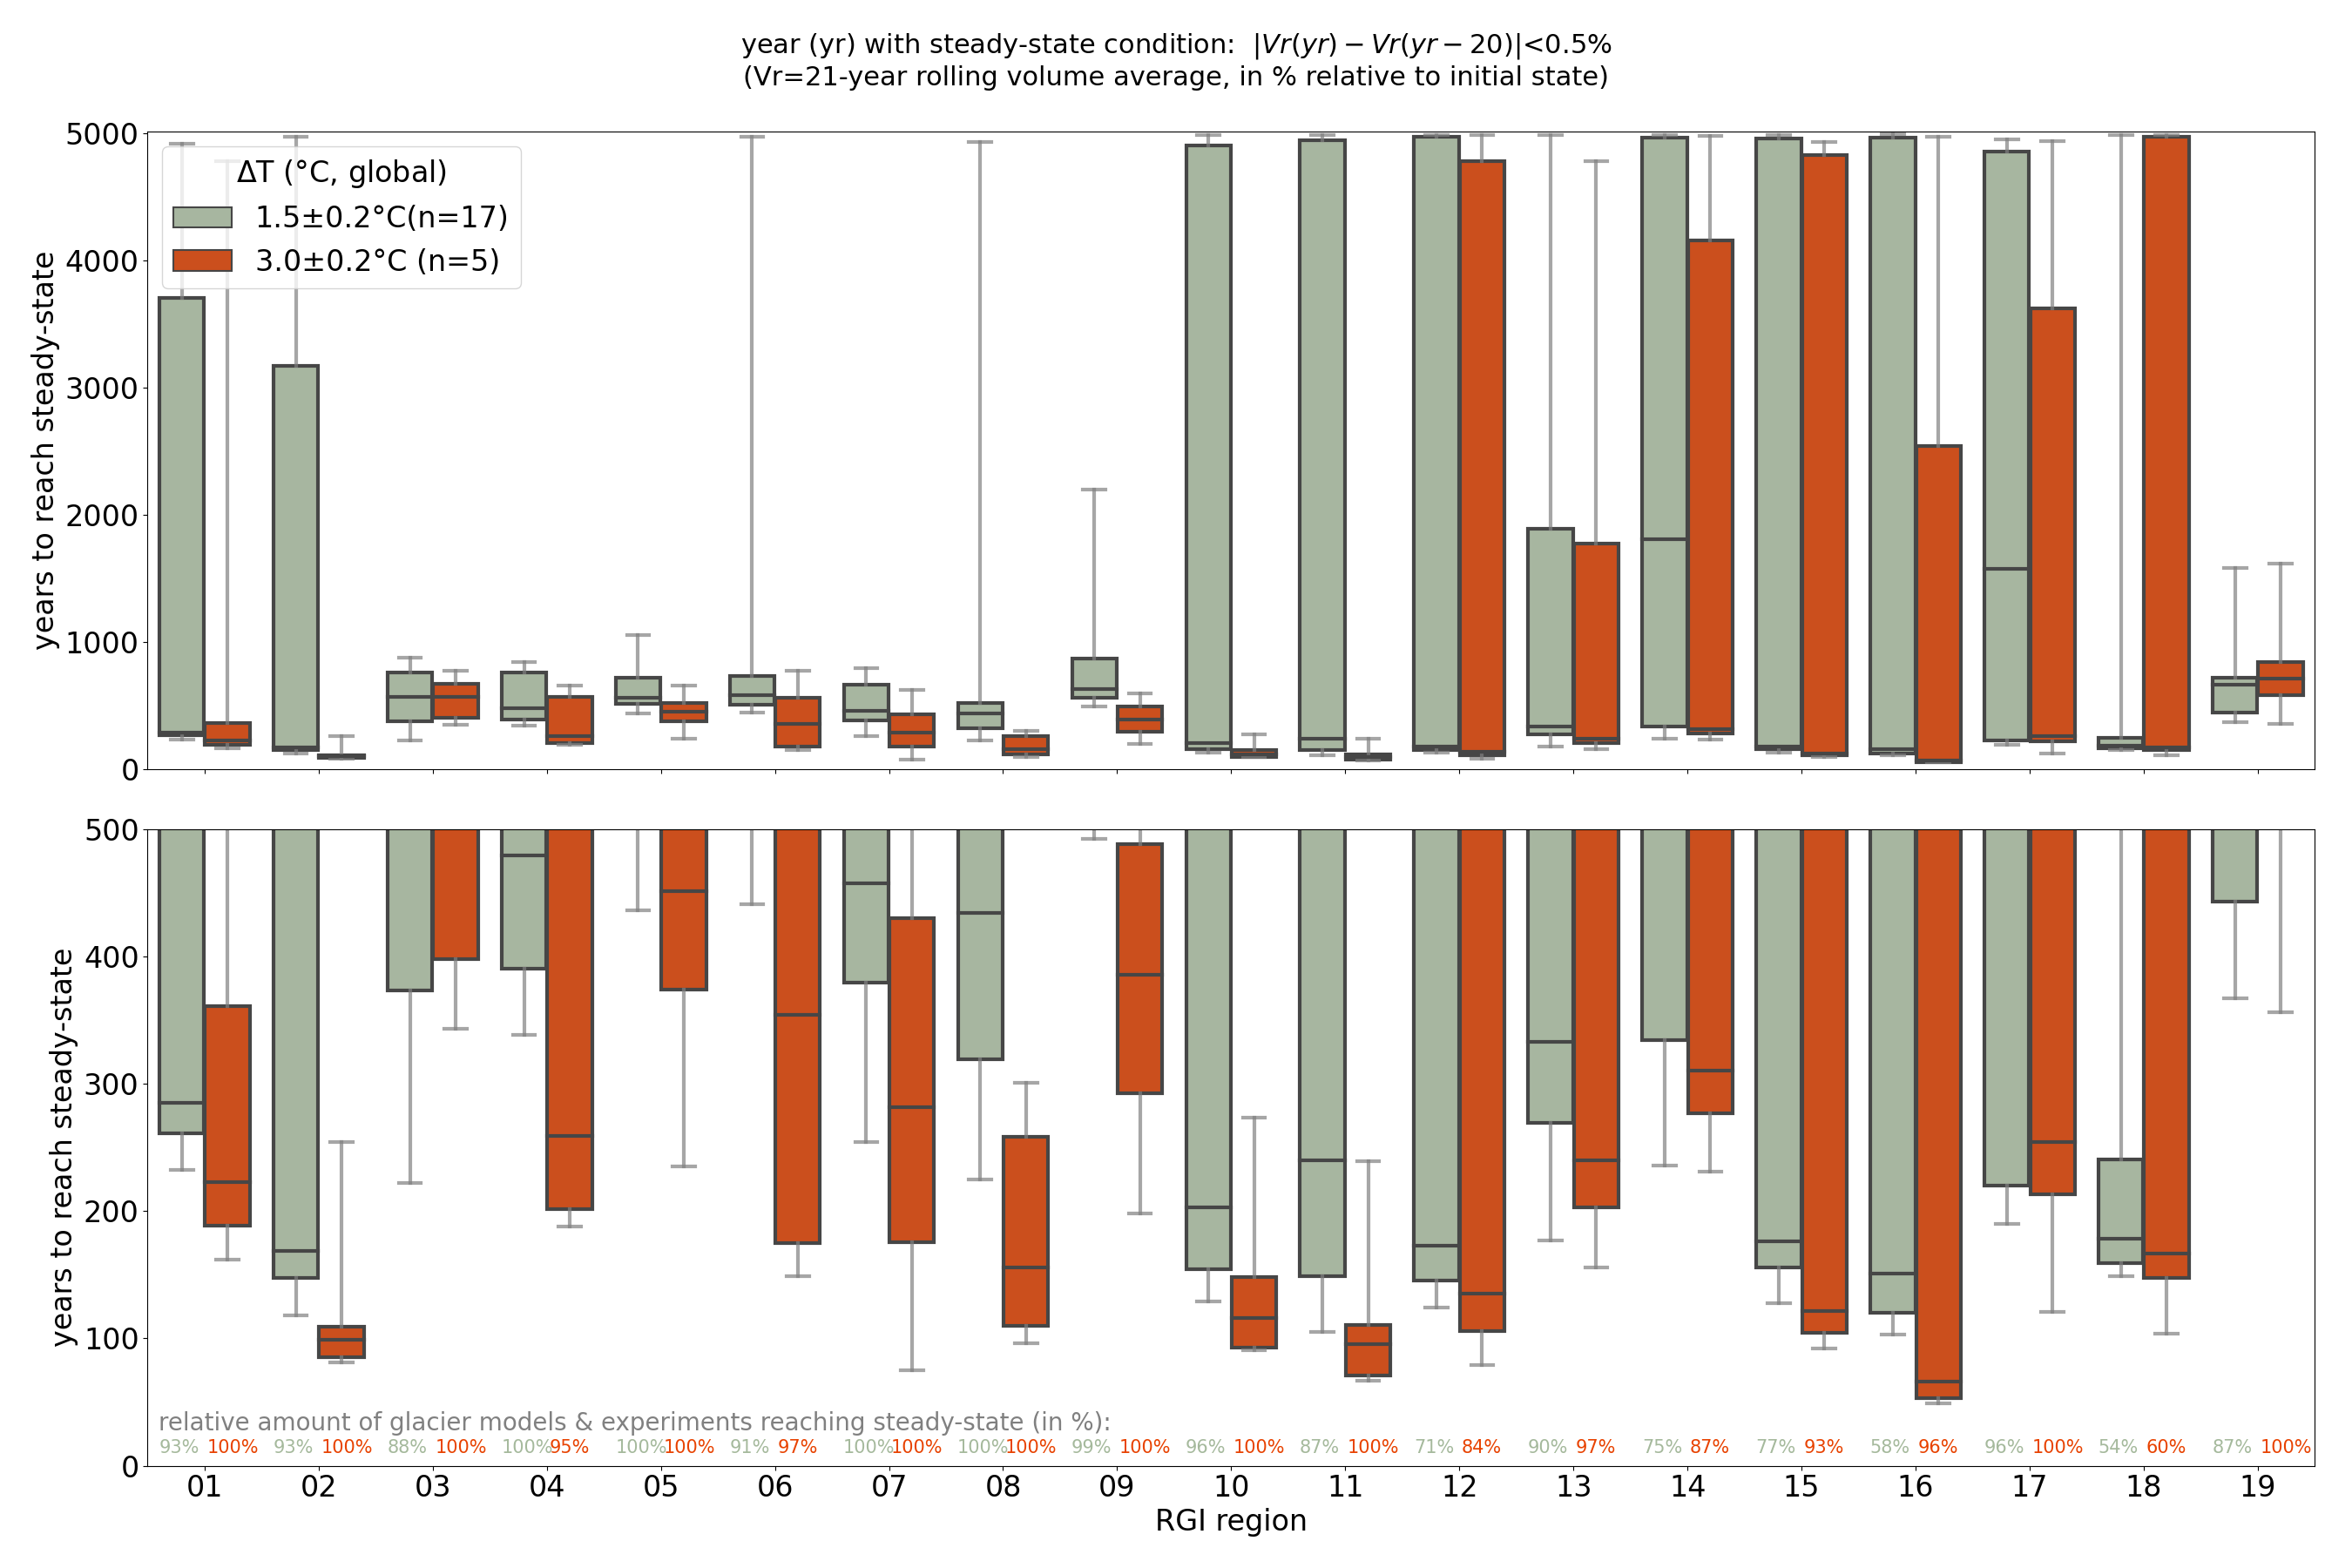 year (yr) with steady-state condition: |Vr(yr) − Vr(yr − 20)|<0.5%
(Vr=21-year rolling volume average, in % relative to initial state)
5000
4000
3000
2000
1000
0
years to reach steady-state
ΔT (°C, global)
1.5±0.2°C(n=17)
3.0±0.2°C (n=5)
500
400
300
200
100
0
years to reach steady-state
relative amount of glacier models & experiments reaching steady-state (in %):
93% 100% 93% 100% 88% 100% 100% 95% 100% 100% 91% 97% 100% 100% 100% 100% 99% 100% 96% 100% 87% 100% 71% 84% 90% 97% 75% 87% 77% 93% 58% 96% 96% 100% 54% 60% 87% 100%
01 02 03 04 05 06 07 08 09 10 11 12 13 14 15 16 17 18 19
RGI region